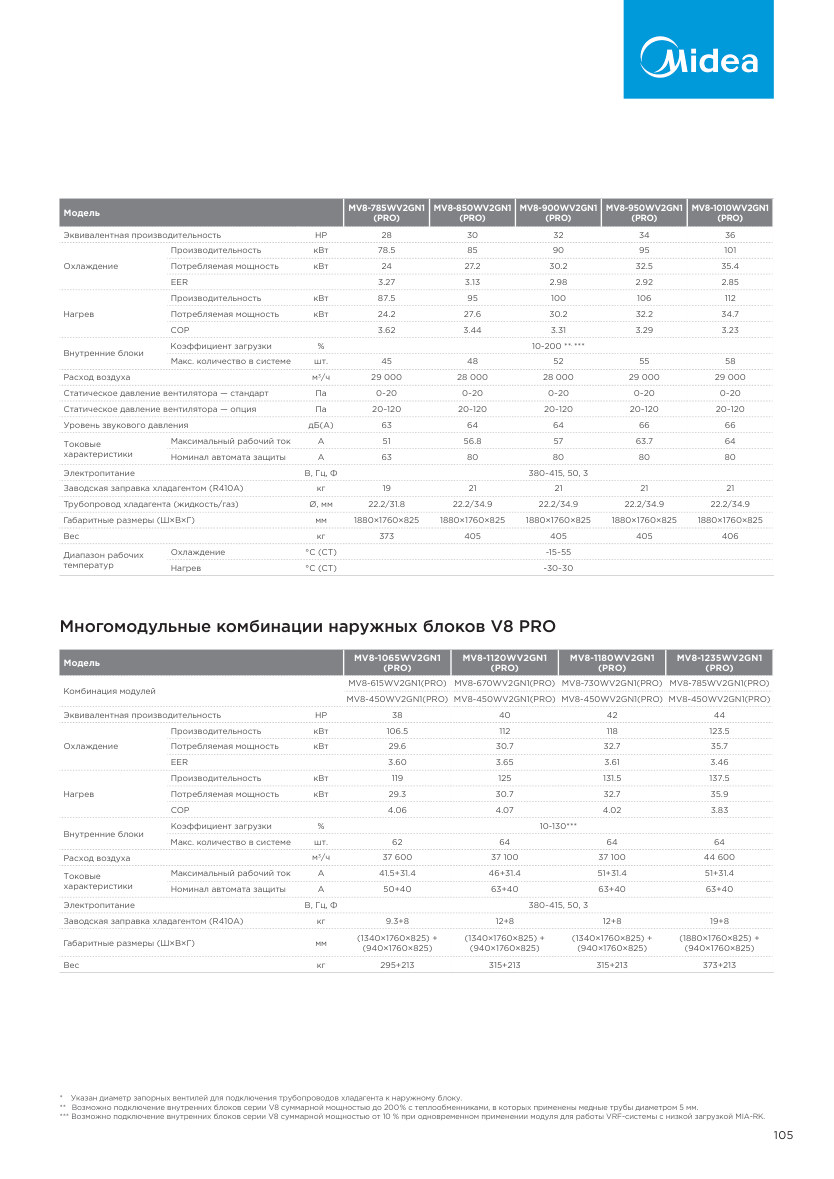 Midea
Модель MV8-785WV2GN1 (PRO) MV8-850WV2GN1 (PRO) MV8-900WV2GN1 (PRO) MV8-950WV2GN1 (PRO) MV8-1010WV2GN1 (PRO)
Эквивалентная производительность HP 28 30 32 34 36
Охлаждение
Производительность кВт 78.5 85 90 95 101
Потребляемая мощность кВт 24 27.2 30.2 32.5 35.4
EER 3.27 3.13 2.98 2.92 2.85
Нагрев
Производительность кВт 87.5 95 100 106 112
Потребляемая мощность кВт 24.2 27.6 30.2 32.2 34.7
COP 3.62 3.44 3.31 3.29 3.23
Внутренние блоки
Коэффициент загрузки % 10-200 ** ***
Макс. количество в системе шт. 45 48 52 55 58
Расход воздуха м³/ч 29 000 28 000 28 000 29 000 29 000
Статическое давление вентилятора — стандарт Па 0~20 0~20 0~20 0~20 0~20
Статическое давление вентилятора — опция Па 20~120 20~120 20~120 20~120 20~120
Уровень звукового давления дБ(А) 63 64 64 66 66
Токовые характеристики
Максимальный рабочий ток А 51 56.8 57 63.7 64
Номинал автомата защиты А 63 80 80 80 80
Электропитание В, Гц, Ф 380-415, 50, 3
Заводская заправка хладагентом (R410A) кг 19 21 21 21 21
Трубопровод хладагента (жидкость/газ) Ø, мм 22.2/31.8 22.2/34.9 22.2/34.9 22.2/34.9 22.2/34.9
Габаритные размеры (Ш×В×Г) мм 1880×1760×825 1880×1760×825 1880×1760×825 1880×1760×825 1880×1760×825
Вес кг 373 405 405 405 406
Диапазон рабочих температур
Охлаждение °C (СТ) -15~55
Нагрев °C (СТ) -30~30
Многомодульные комбинации наружных блоков V8 PRO
Модель MV8-1065WV2GN1 (PRO) MV8-1120WV2GN1 (PRO) MV8-1180WV2GN1 (PRO) MV8-1235WV2GN1 (PRO)
Комбинация модулей
MV8-615WV2GN1(PRO) MV8-670WV2GN1(PRO) MV8-730WV2GN1(PRO) MV8-785WV2GN1(PRO)
MV8-450WV2GN1(PRO) MV8-450WV2GN1(PRO) MV8-450WV2GN1(PRO) MV8-450WV2GN1(PRO)
Эквивалентная производительность HP 38 40 42 44
Охлаждение
Производительность кВт 106.5 112 118 123.5
Потребляемая мощность кВт 29.6 30.7 32.7 35.7
EER 3.60 3.65 3.61 3.46
Нагрев
Производительность кВт 119 125 131.5 137.5
Потребляемая мощность кВт 29.3 30.7 32.7 35.9
COP 4.06 4.07 4.02 3.83
Внутренние блоки
Коэффициент загрузки % 10-130***
Макс. количество в системе шт. 62 64 64 64
Расход воздуха м³/ч 37 600 37 100 37 100 44 600
Токовые характеристики
Максимальный рабочий ток А 41.5+31.4 46+31.4 51+31.4 51+31.4
Номинал автомата защиты А 50+40 63+40 63+40 63+40
Электропитание В, Гц, Ф 380-415, 50, 3
Заводская заправка хладагентом (R410A) кг 9.3+8 12+8 12+8 19+8
Габаритные размеры (Ш×В×Г) мм (1340×1760×825) + (940×1760×825) (1340×1760×825) + (940×1760×825) (1340×1760×825) + (940×1760×825) (1880×1760×825) + (940×1760×825)
Вес кг 295+213 315+213 315+213 373+213
* Указан диаметр запорных вентилей для подключения трубопроводов хладагента к наружному блоку.
** Возможно подключение внутренних блоков серии V8 суммарной мощностью до 200% с теплообменниками, в которых применены медные трубы диаметром 5 мм.
*** Возможно подключение внутренних блоков серии V8 суммарной мощностью от 10 % при одновременном применении модуля для работы VRF-системы с низкой загрузкой MIA-RK.
105